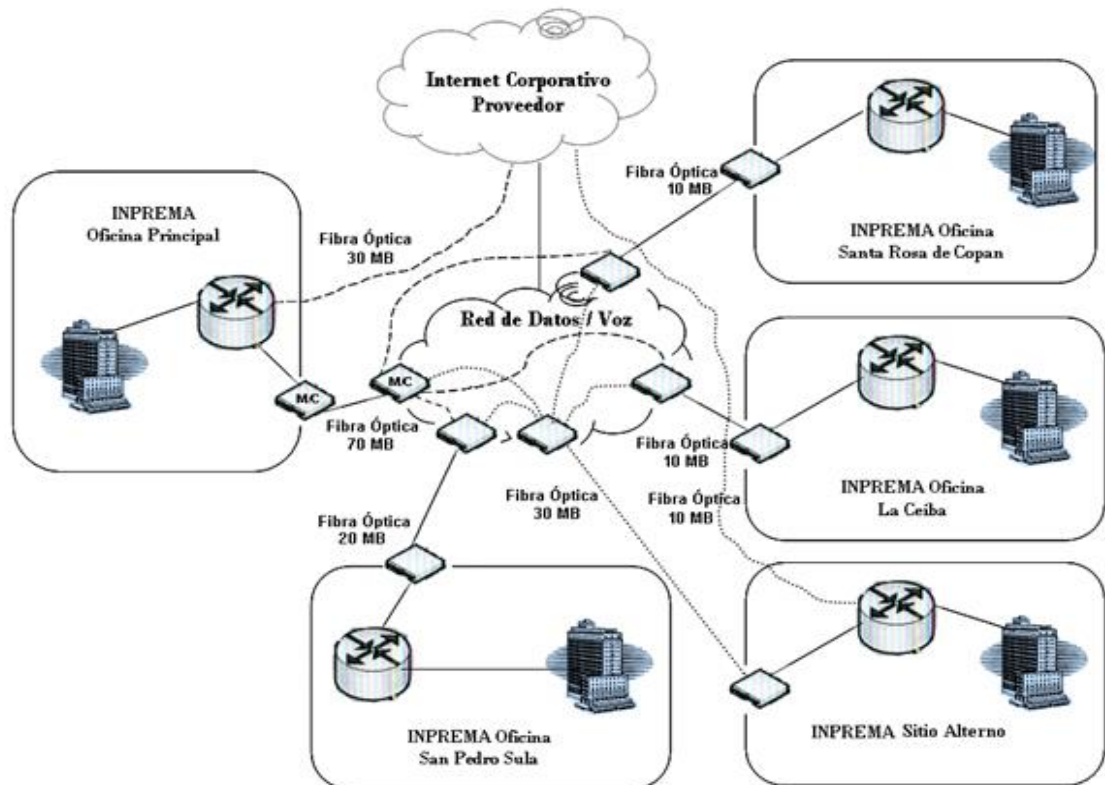 Internet Corporativo
Proveedor
INPREMA
Oficina Principal
Fibra Óptica
30 MB
Fibra Óptica
10 MB
INPREMA Oficina
Santa Rosa de Copan
Red de Datos / Voz
MC
MC
Fibra Óptica
70 MB
Fibra Óptica
10 MB
INPREMA Oficina
La Ceiba
Fibra Óptica
20 MB
Fibra Óptica
30 MB
Fibra Óptica
10 MB
INPREMA Oficina
San Pedro Sula
INPREMA Sitio Alterno